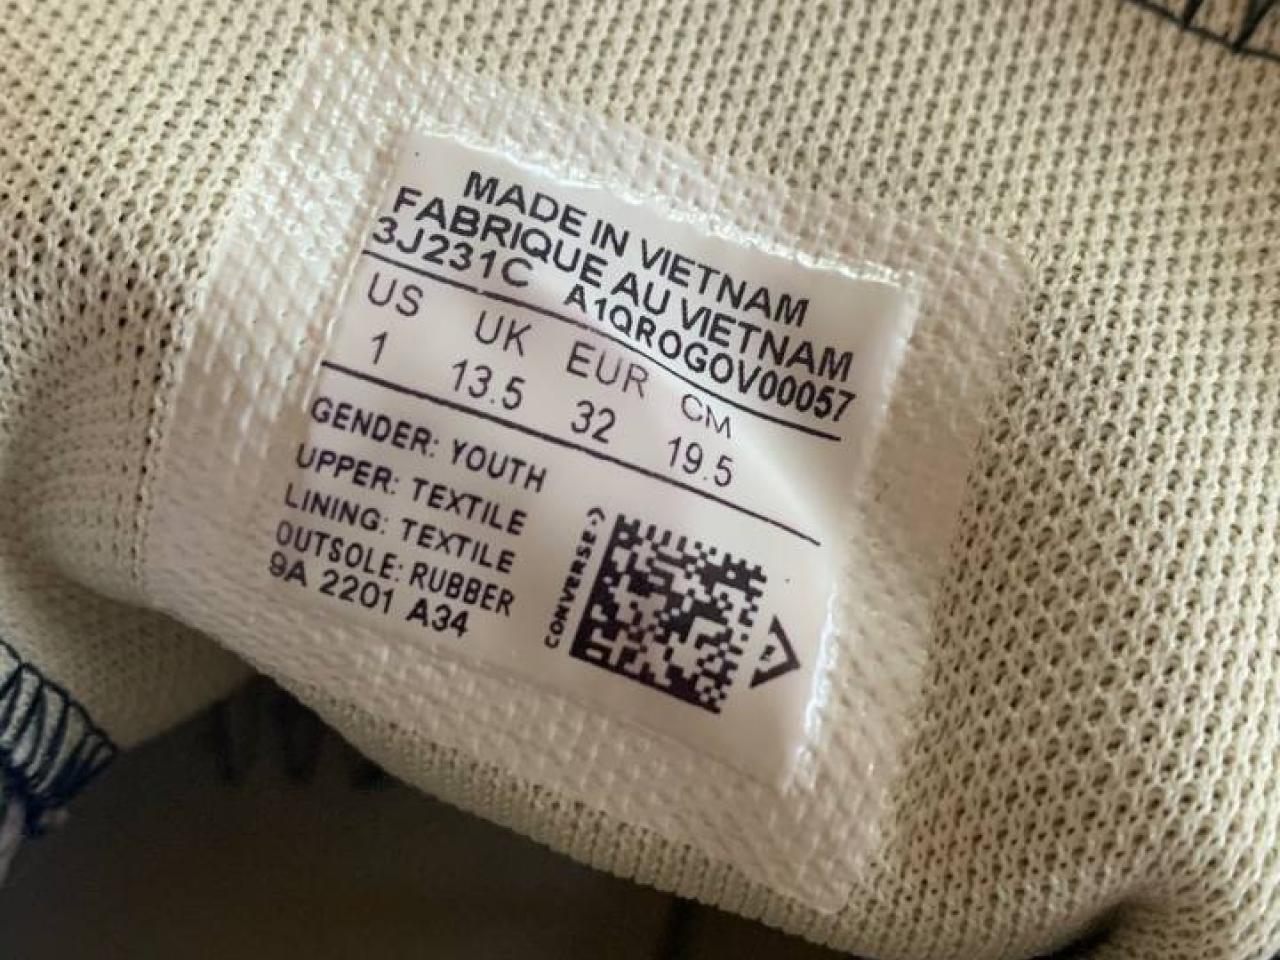 MADE IN VIETNAM
FABRIQUE AU VIETNAM
3J231C A1QROGOV00057
US UK EUR CM
1 13.5 32 19.5
GENDER: YOUTH
UPPER: TEXTILE
LINING: TEXTILE
OUTSOLE: RUBBER
9A 2201 A34
CONVERSE